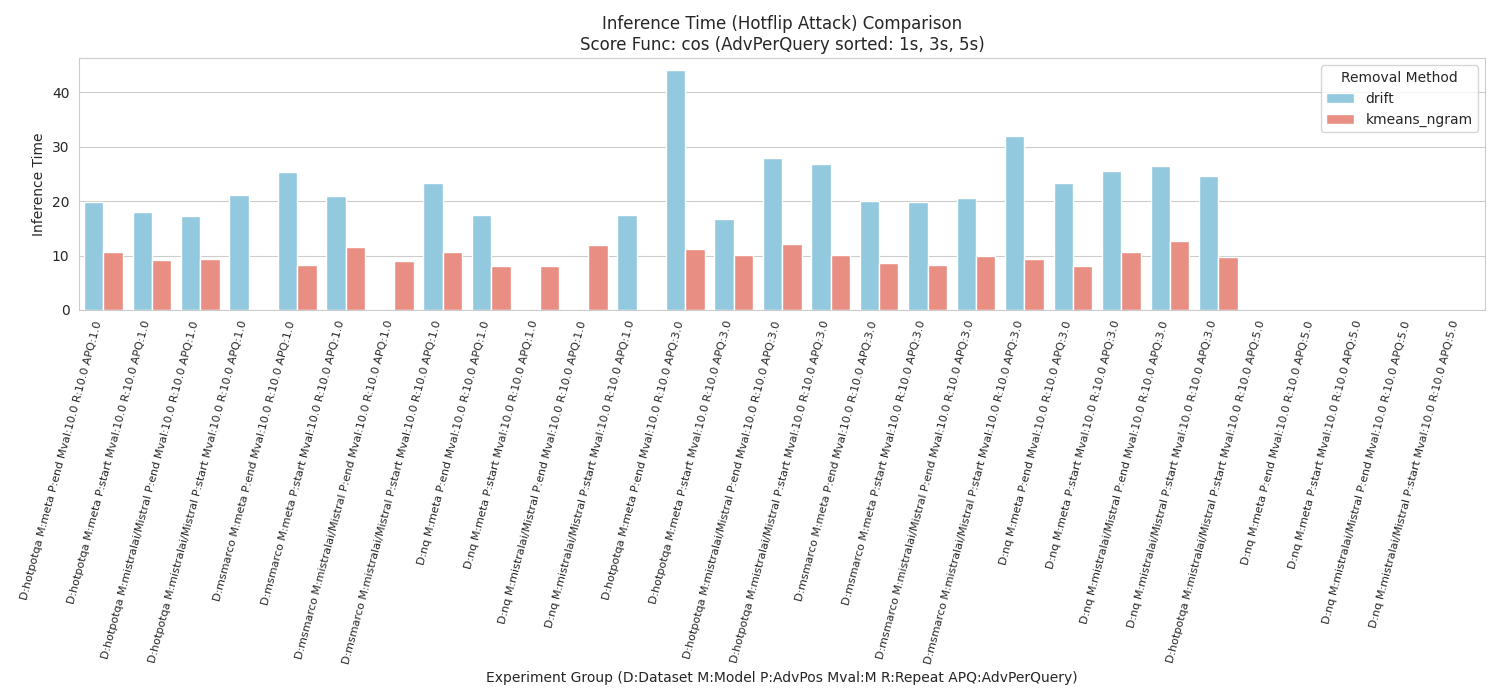 Inference Time (Hotflip Attack) Comparison
Score Func: cos (AdvPerQuery sorted: 1s, 3s, 5s)
Removal Method
drift
kmeans_ngram
Inference Time
40
30
20
10
0
D:hotpotqa M:meta P:end Mval:10.0 R:10.0 APQ:1.0
D:hotpotqa M:meta P:start Mval:10.0 R:10.0 APQ:1.0
D:hotpotqa M:mistralai/Mistral P:end Mval:10.0 R:10.0 APQ:1.0
D:hotpotqa M:mistralai/Mistral P:start Mval:10.0 R:10.0 APQ:1.0
D:msmarco M:meta P:end Mval:10.0 R:10.0 APQ:1.0
D:msmarco M:meta P:start Mval:10.0 R:10.0 APQ:1.0
D:msmarco M:mistralai/Mistral P:end Mval:10.0 R:10.0 APQ:1.0
D:msmarco M:mistralai/Mistral P:start Mval:10.0 R:10.0 APQ:1.0
D:nq M:meta P:end Mval:10.0 R:10.0 APQ:1.0
D:nq M:meta P:start Mval:10.0 R:10.0 APQ:1.0
D:nq M:mistralai/Mistral P:end Mval:10.0 R:10.0 APQ:1.0
D:nq M:mistralai/Mistral P:start Mval:10.0 R:10.0 APQ:1.0
D:hotpotqa M:meta P:end Mval:10.0 R:10.0 APQ:3.0
D:hotpotqa M:meta P:start Mval:10.0 R:10.0 APQ:3.0
D:hotpotqa M:mistralai/Mistral P:end Mval:10.0 R:10.0 APQ:3.0
D:hotpotqa M:mistralai/Mistral P:start Mval:10.0 R:10.0 APQ:3.0
D:msmarco M:meta P:end Mval:10.0 R:10.0 APQ:3.0
D:msmarco M:meta P:start Mval:10.0 R:10.0 APQ:3.0
D:msmarco M:mistralai/Mistral P:end Mval:10.0 R:10.0 APQ:3.0
D:msmarco M:mistralai/Mistral P:start Mval:10.0 R:10.0 APQ:3.0
D:nq M:meta P:end Mval:10.0 R:10.0 APQ:3.0
D:nq M:meta P:start Mval:10.0 R:10.0 APQ:3.0
D:nq M:mistralai/Mistral P:end Mval:10.0 R:10.0 APQ:3.0
D:nq M:mistralai/Mistral P:start Mval:10.0 R:10.0 APQ:3.0
D:hotpotqa M:mistralai/Mistral P:start Mval:10.0 R:10.0 APQ:5.0
D:nq M:meta P:end Mval:10.0 R:10.0 APQ:5.0
D:nq M:meta P:start Mval:10.0 R:10.0 APQ:5.0
D:nq M:mistralai/Mistral P:end Mval:10.0 R:10.0 APQ:5.0
D:nq M:mistralai/Mistral P:start Mval:10.0 R:10.0 APQ:5.0
Experiment Group (D:Dataset M:Model P:AdvPos Mval:M R:Repeat APQ:AdvPerQuery)